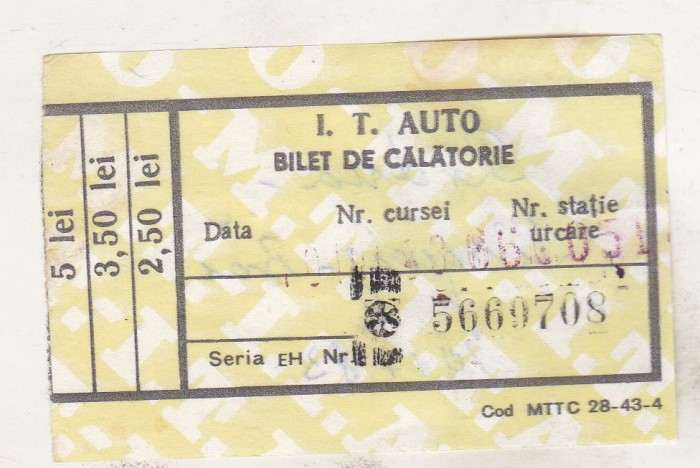 5 lei
3,50 lei
2,50 lei
I. T. AUTO
BILET DE CĂLĂTORIE
Data
Nr. cursei
Nr. stație
urcare
5669708
Seria EH Nr.
Cod MTTC 28-43-4